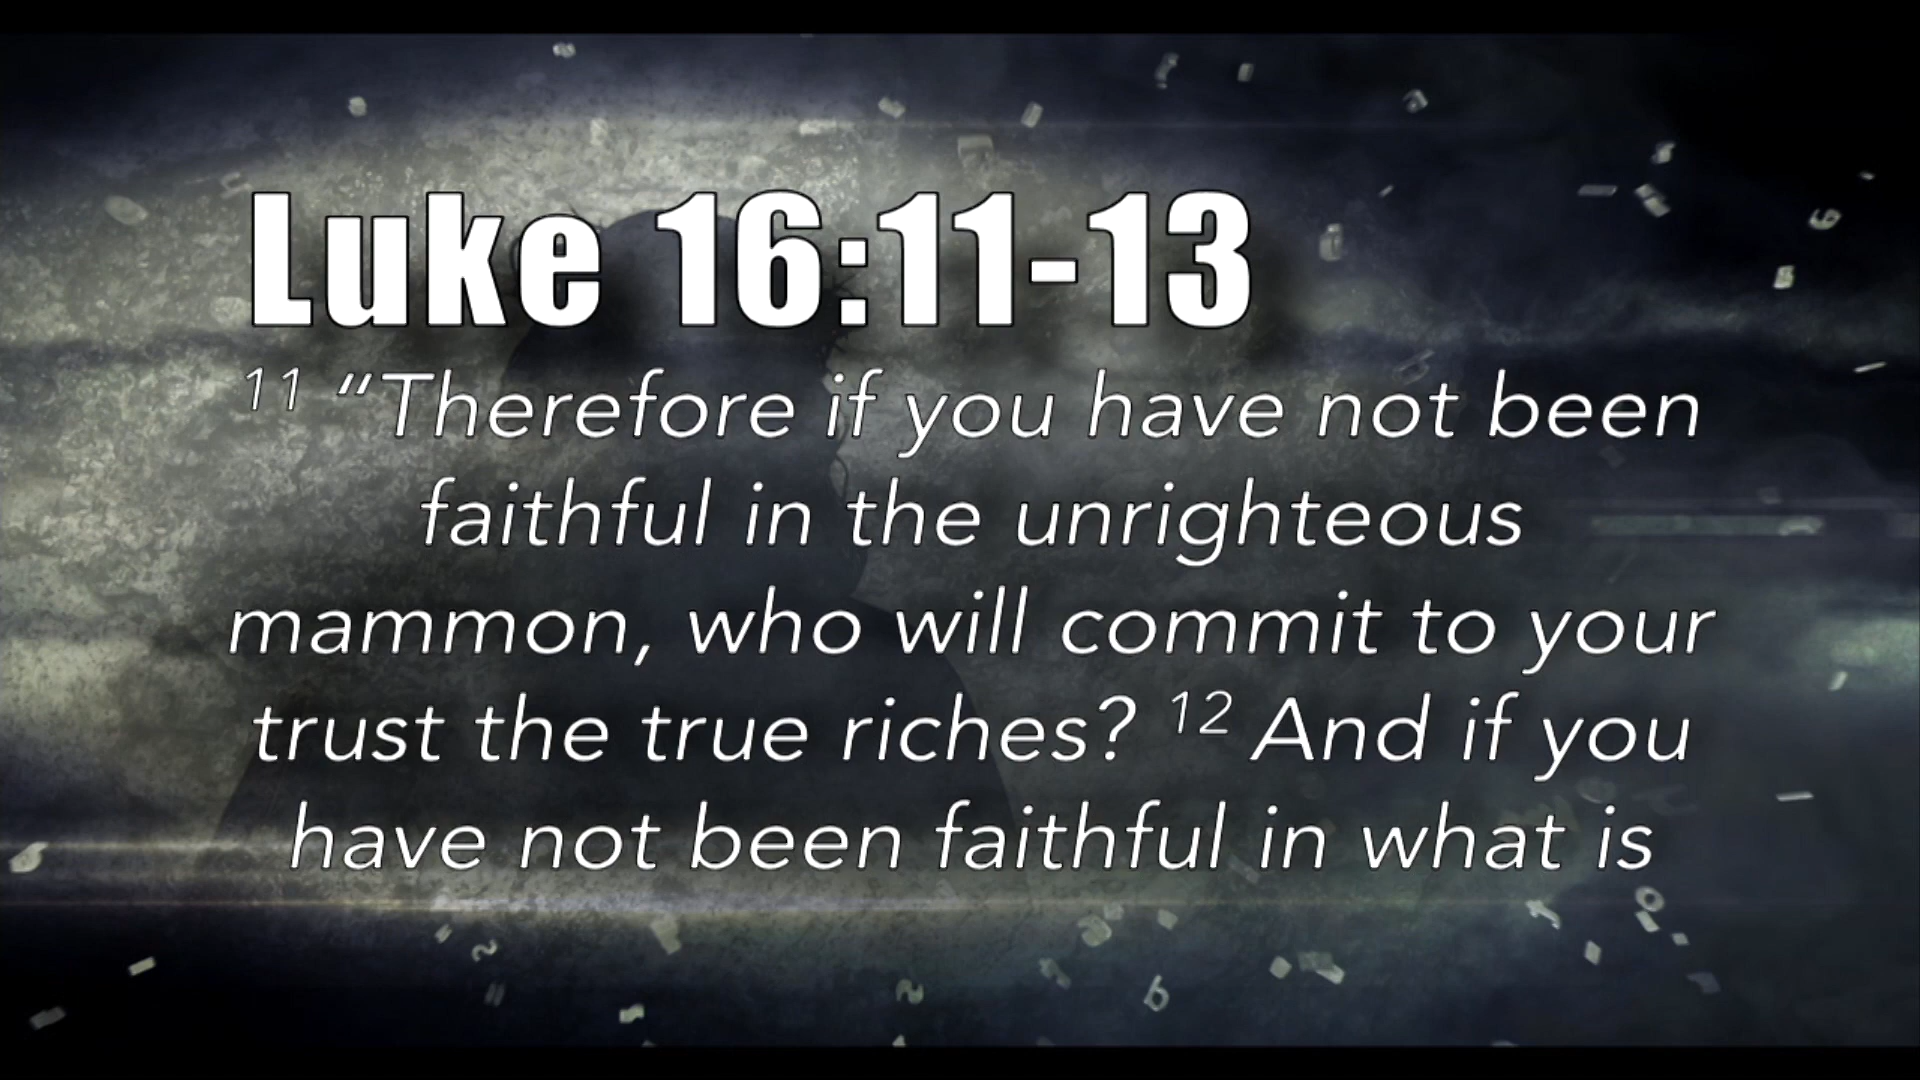 Luke 16:11-13
11 “Therefore if you have not been
faithful in the unrighteous
mammon, who will commit to your
trust the true riches? 12 And if you
have not been faithful in what is